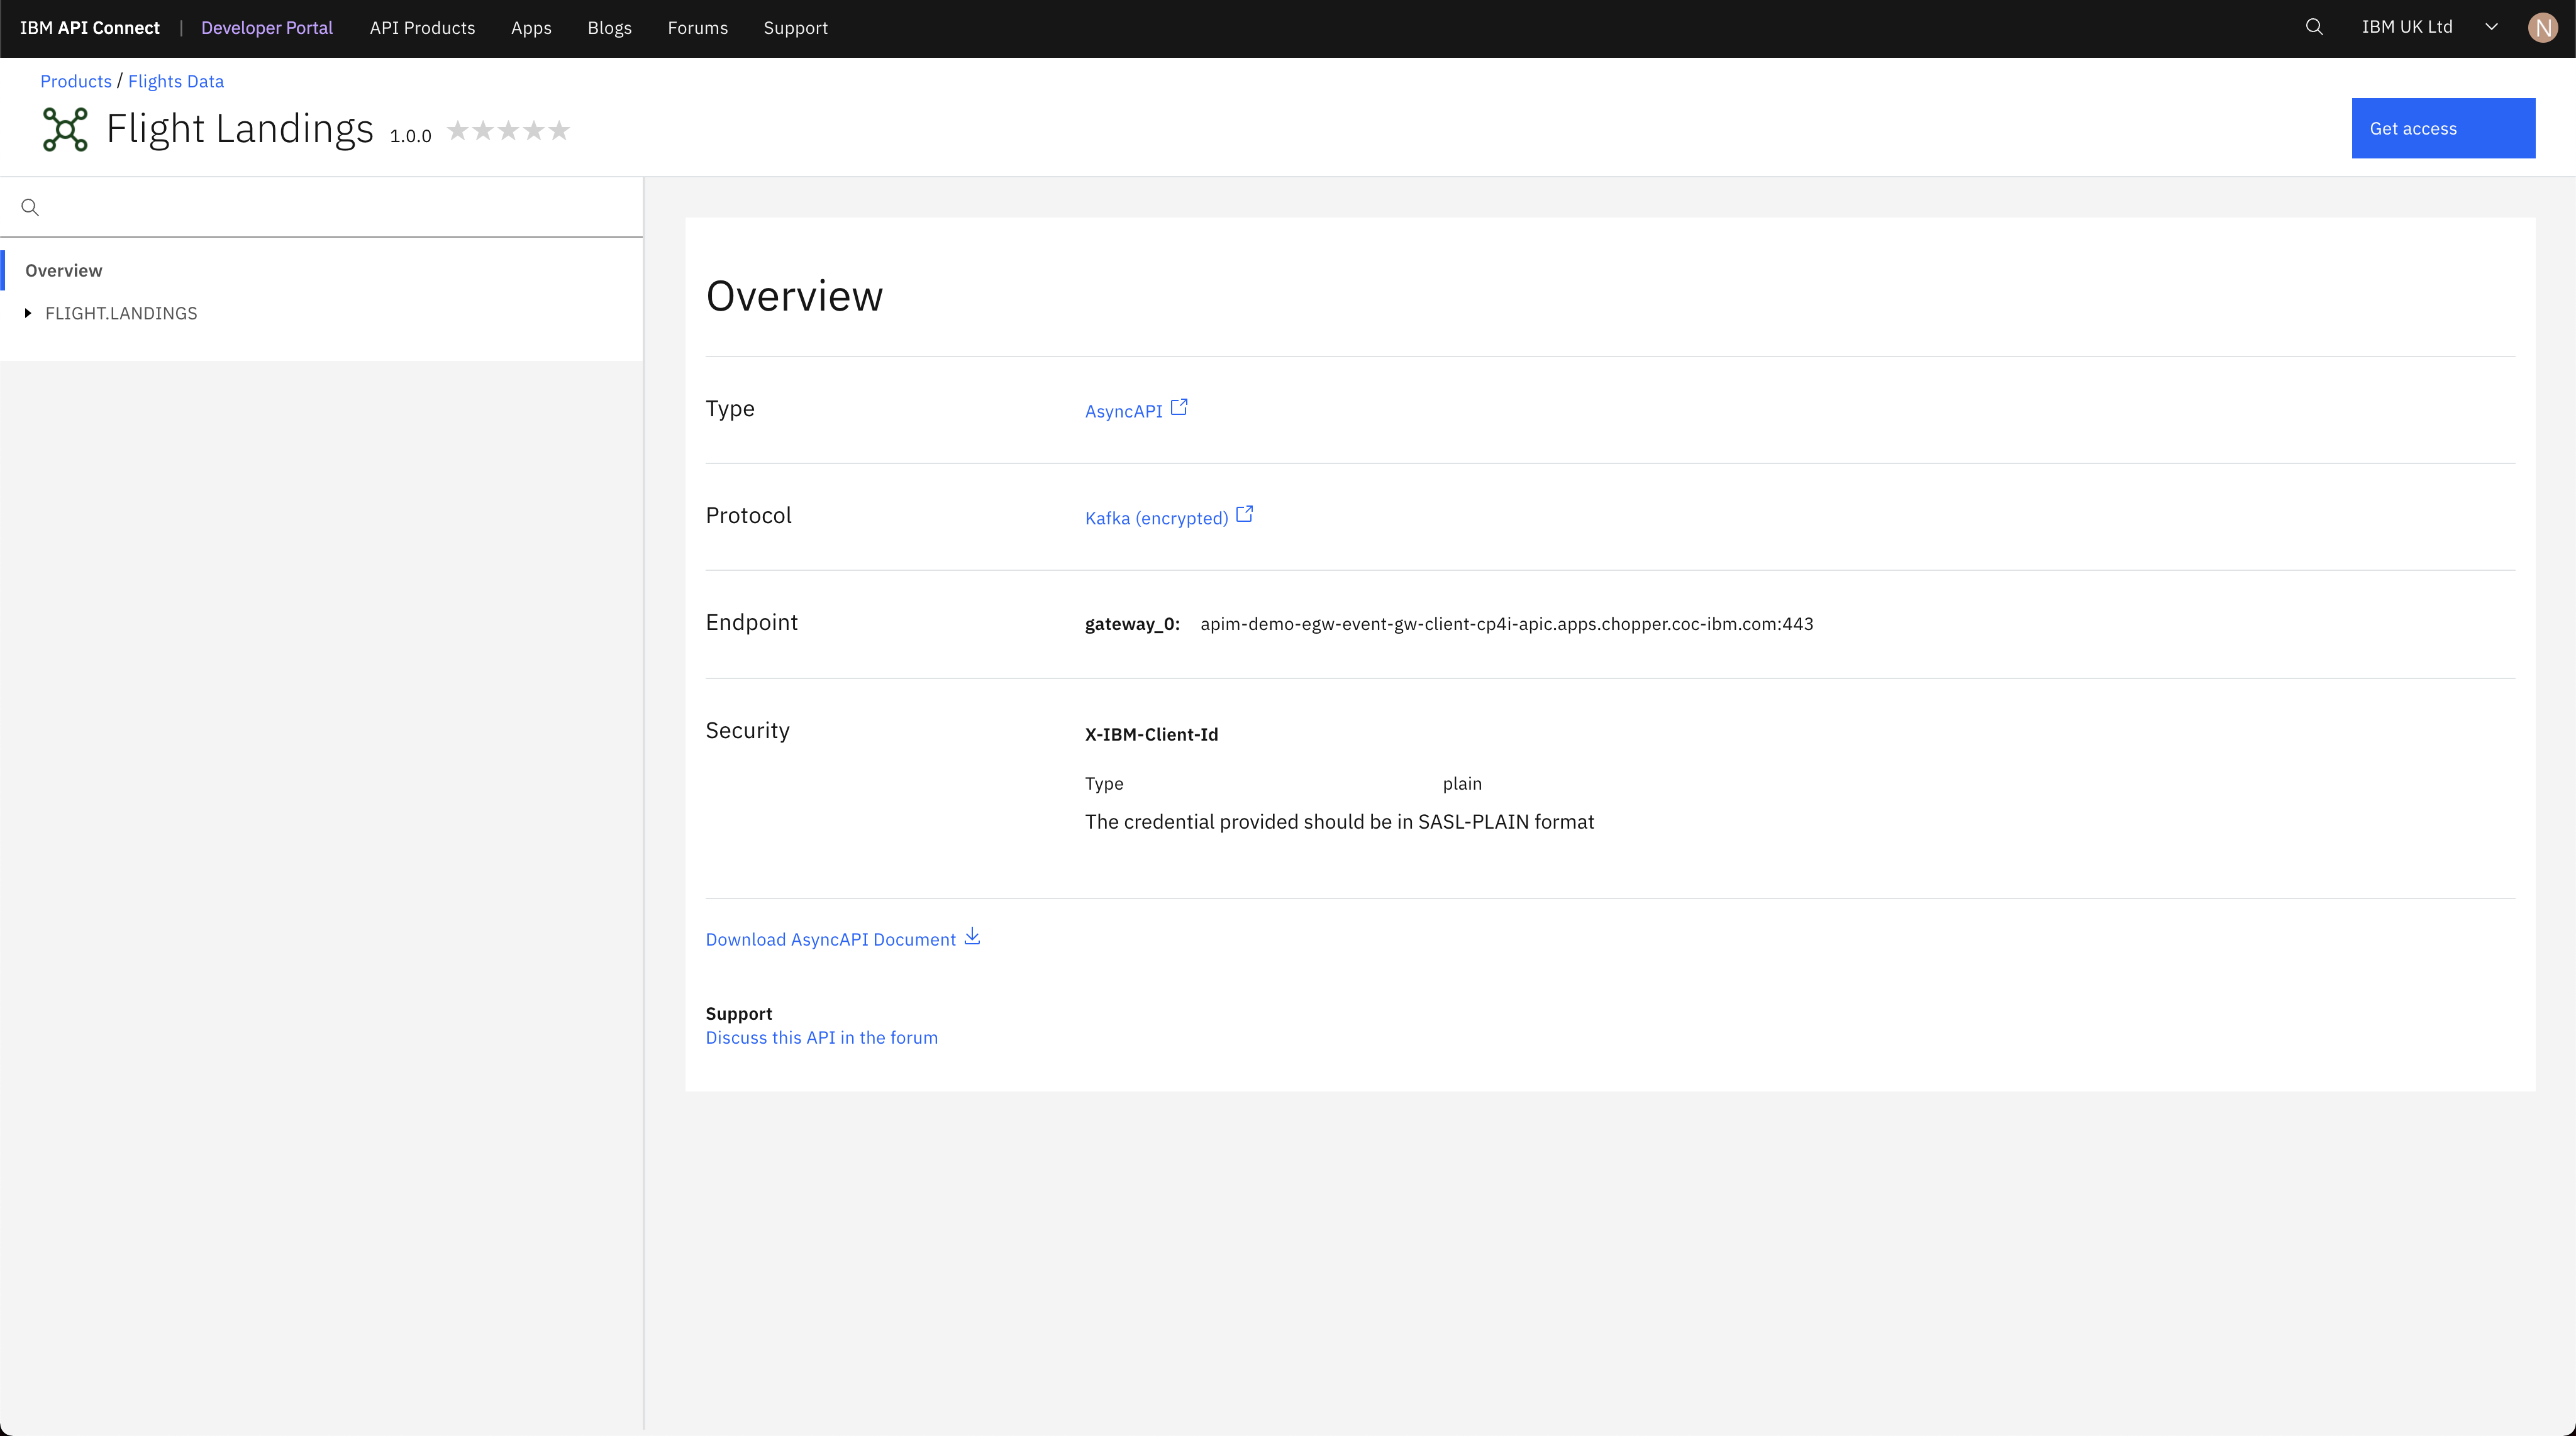 IBM API Connect | Developer Portal API Products Apps Blogs Forums Support IBM UK Ltd N
Products / Flights Data
Flight Landings 1.0.0
Get access
Overview
FLIGHT.LANDINGS
Overview
Type AsyncAPI
Protocol Kafka (encrypted)
Endpoint gateway_0: apim-demo-egw-event-gw-client-cp4i-apic.apps.chopper.coc-ibm.com:443
Security X-IBM-Client-Id
Type plain
The credential provided should be in SASL-PLAIN format
Download AsyncAPI Document
Support
Discuss this API in the forum